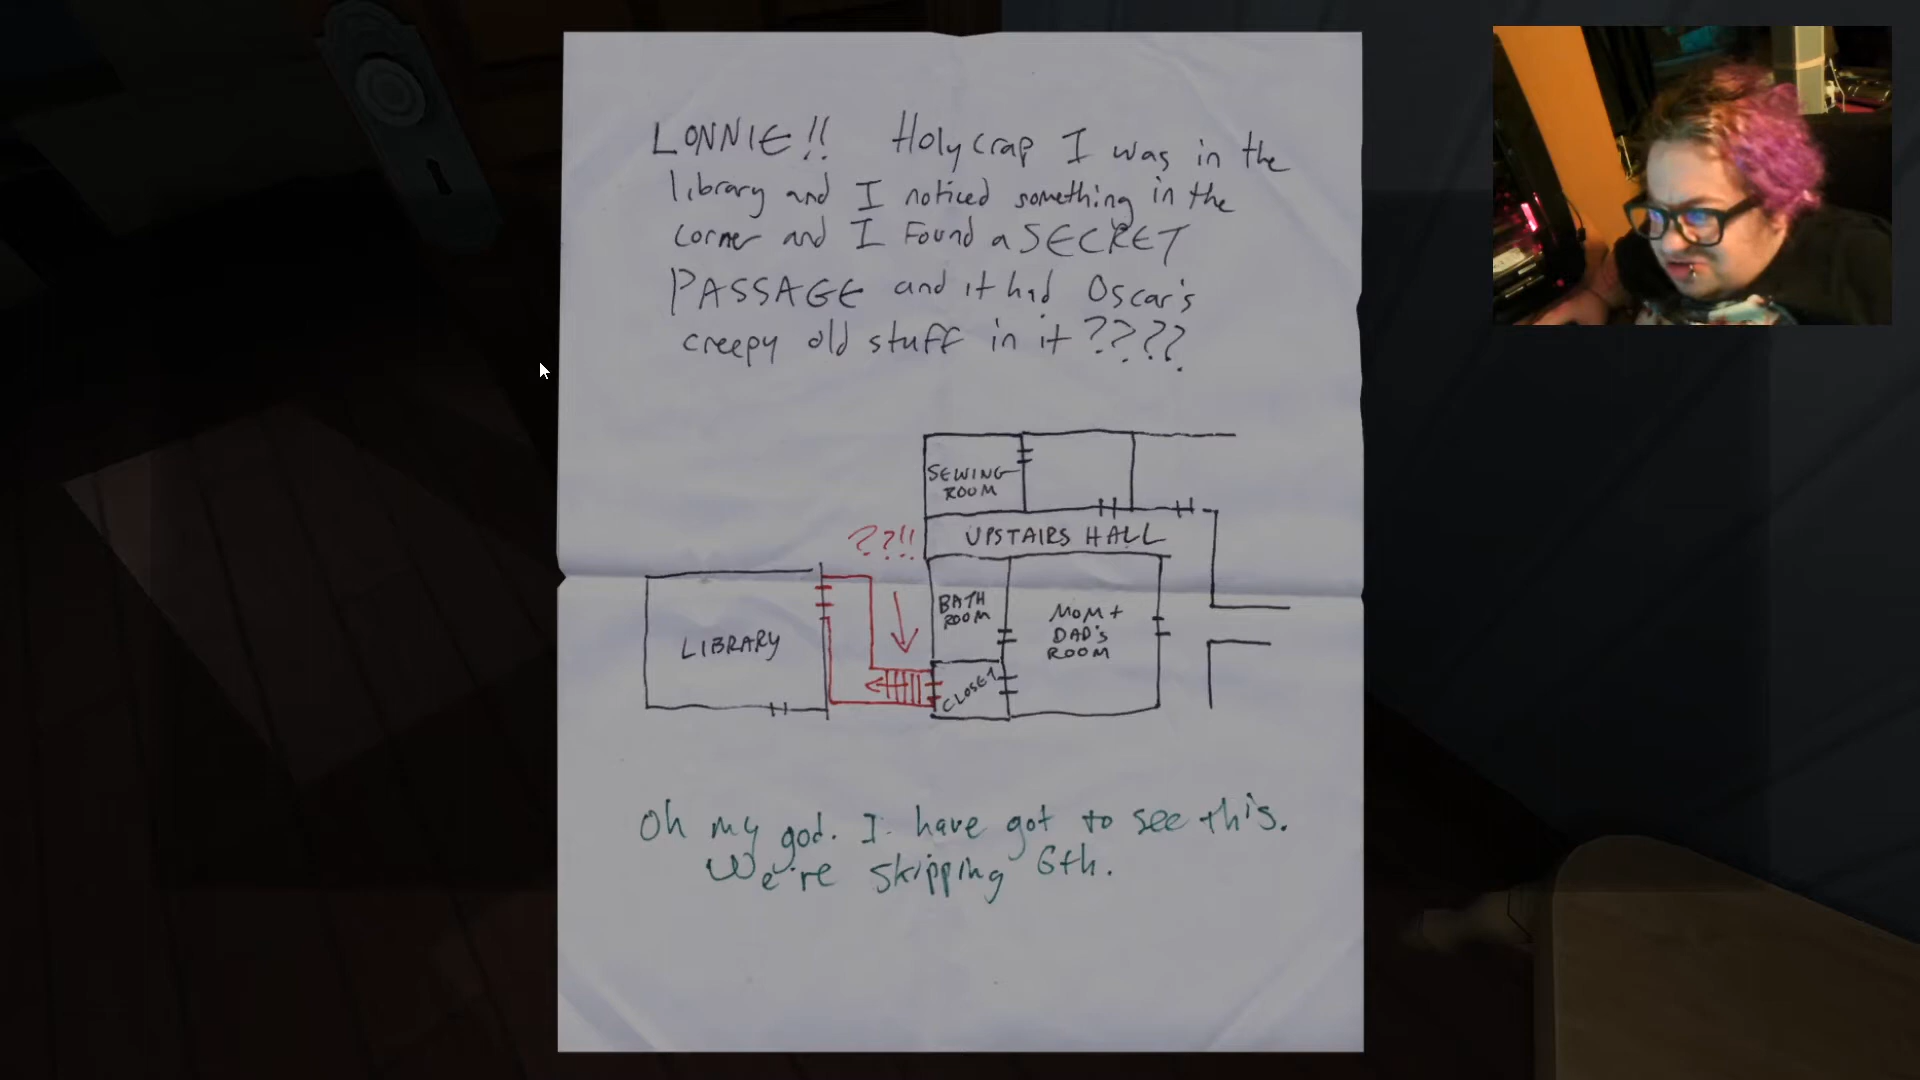 LONNIE!! Holy crap I was in the
library and I noticed something in the
corner and I found a SECRET
PASSAGE and it had Oscar's
creepy old stuff in it????
SEWING
ROOM
UPSTAIRS HALL
??!!
BATH
ROOM
MOM +
DAD'S
ROOM
LIBRARY
CLOSET
Oh my god. I have got to see this.
We're skipping 6th.